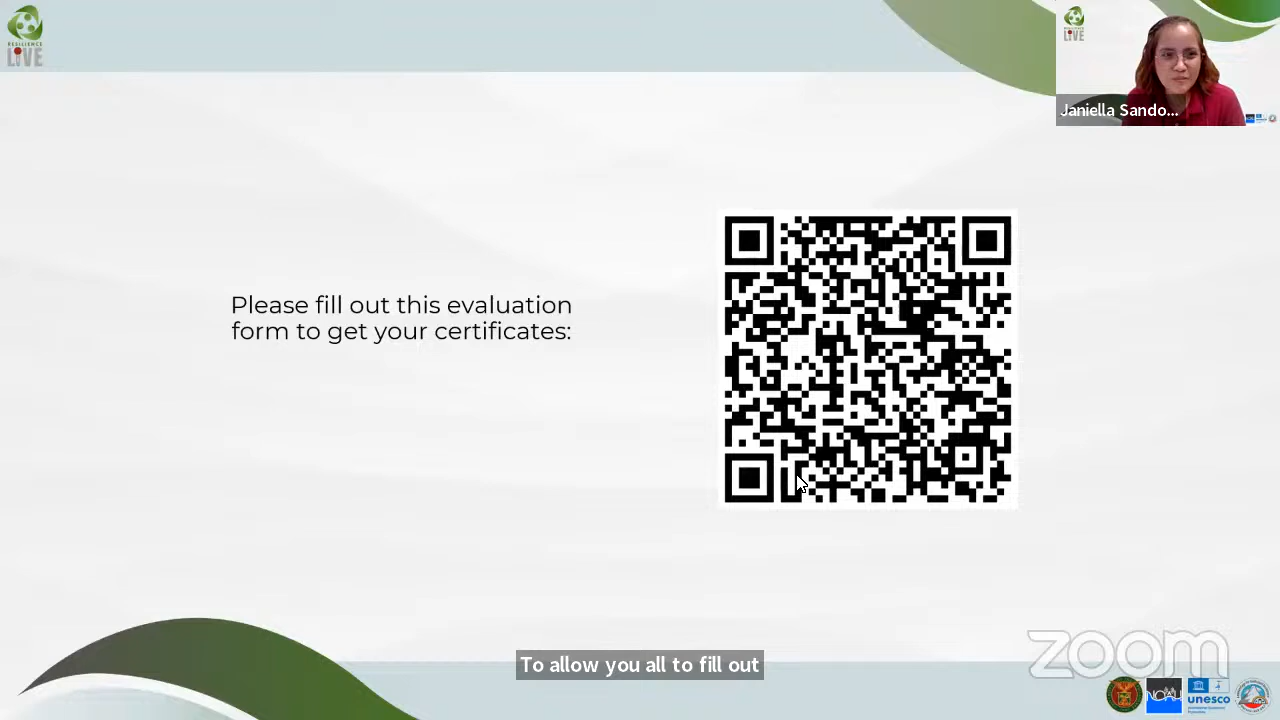 RESILIENCE
LIVE
Janiella Sando...
Please fill out this evaluation
form to get your certificates:
To allow you all to fill out
zoom
NOAH
unesco